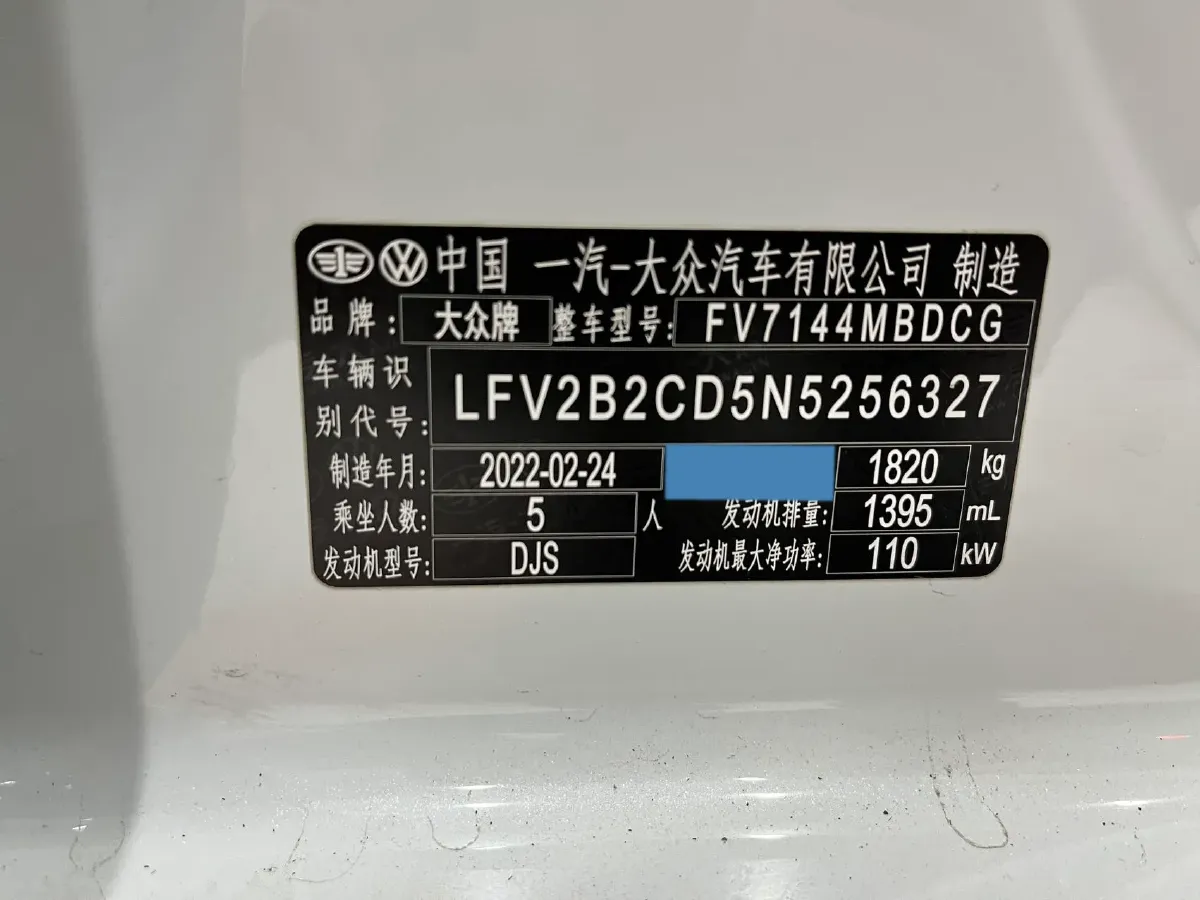 中国 一汽-大众汽车有限公司 制造
品牌: 大众牌 整车型号: FV7144MBDCG
车辆识别代号: LFV2B2CD5N5256327
制造年月: 2022-02-24 1820 kg
乘坐人数: 5 人 发动机排量: 1395 mL
发动机型号: DJS 发动机最大净功率: 110 kW